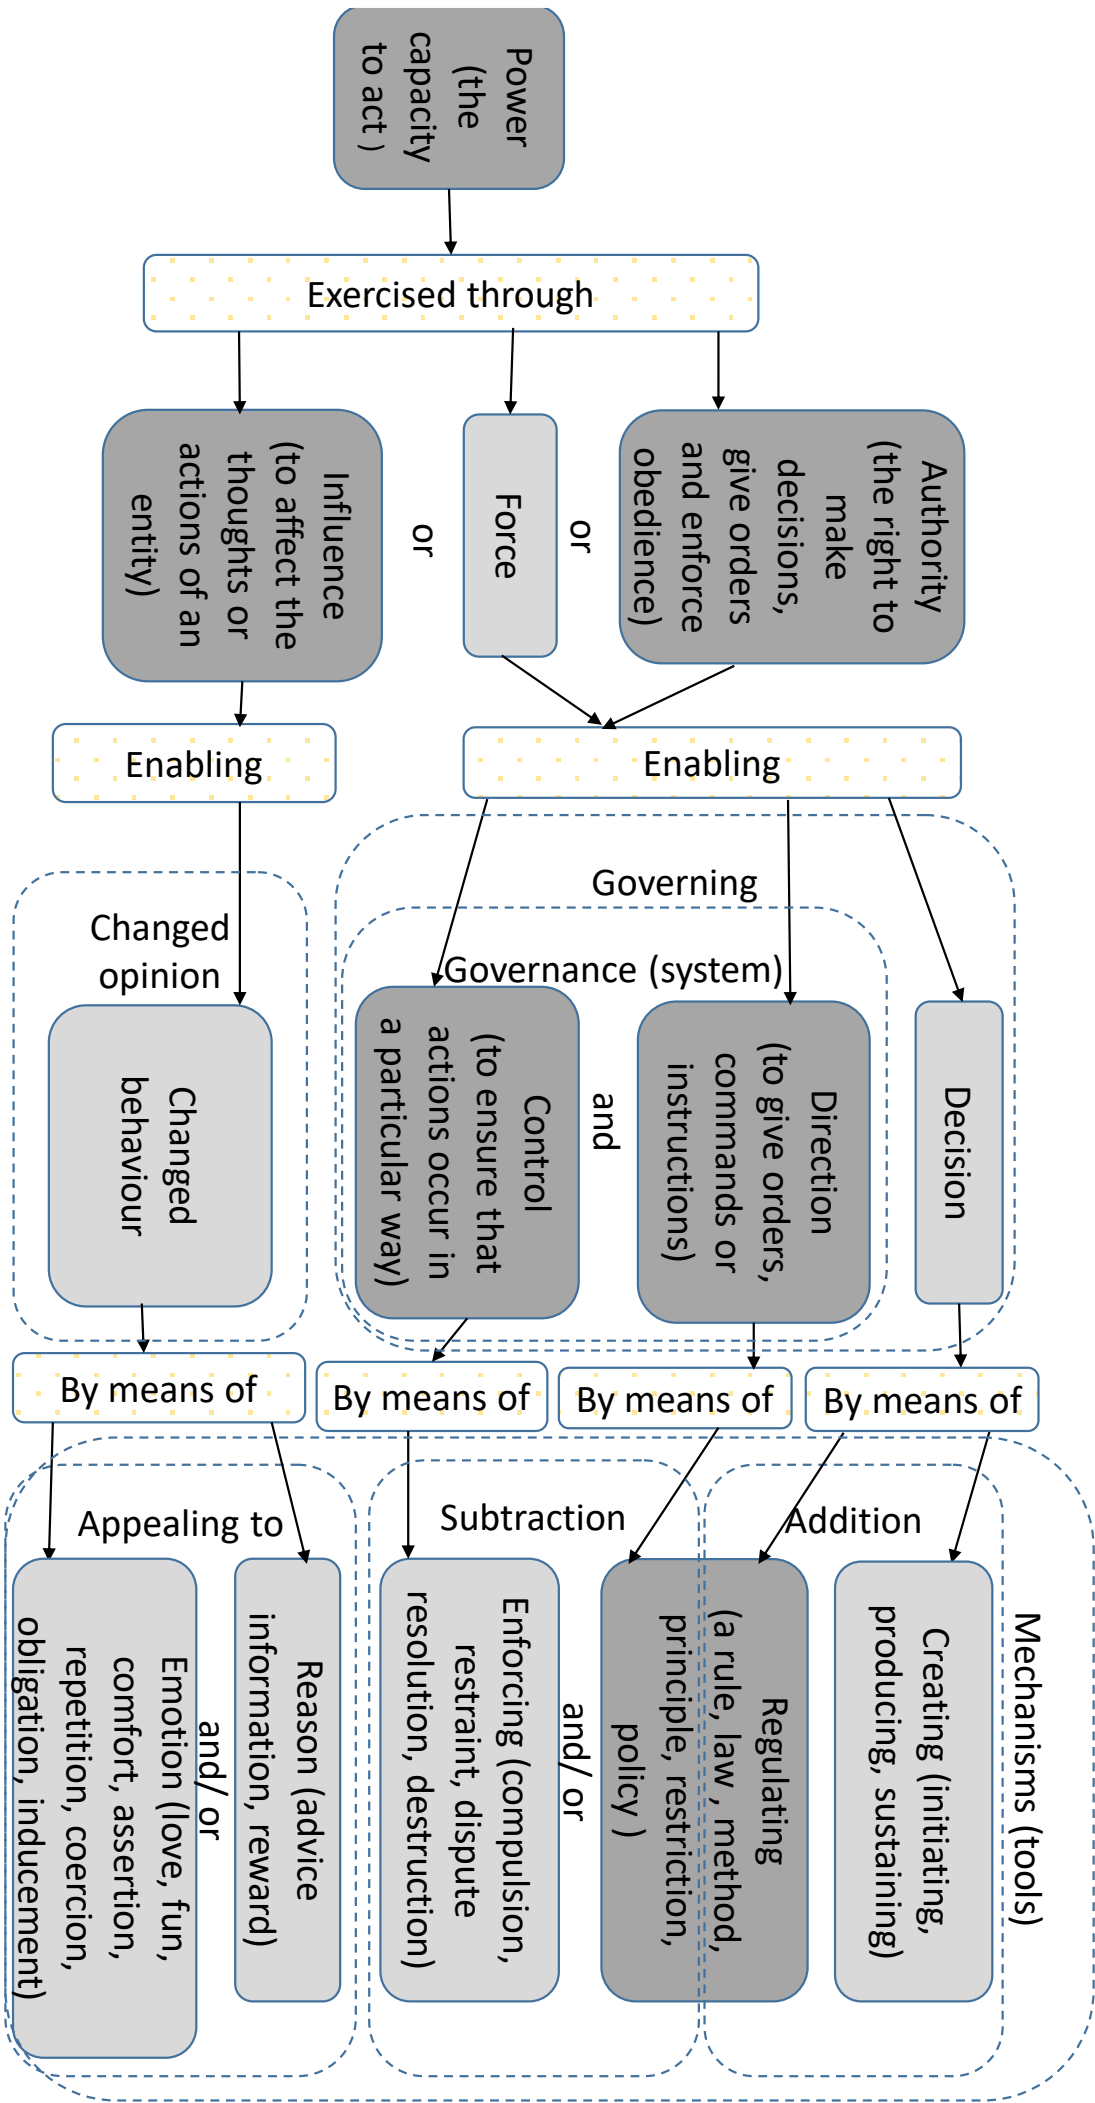 Power
(the
capacity
to act )
Exercised through
Authority
(the right to
make
decisions,
give orders
and enforce
obedience)
or
Force
or
Influence
(to affect the
thoughts or
actions of an
entity)
Enabling
Enabling
Governing
Governance (system)
Decision
Direction
(to give orders,
commands or
instructions)
and
Control
(to ensure that
actions occur in
a particular way)
Changed
opinion
Changed
behaviour
By means of
By means of
By means of
By means of
Mechanisms (tools)
Addition
Creating (initiating,
producing, sustaining)
Regulating
(a rule, law , method,
principle, restriction,
policy )
Subtraction
and/ or
Enforcing (compulsion,
restraint, dispute
resolution, destruction)
Appealing to
Reason (advice
information, reward)
and/ or
Emotion (love, fun,
comfort, assertion,
repetition, coercion,
obligation, inducement)